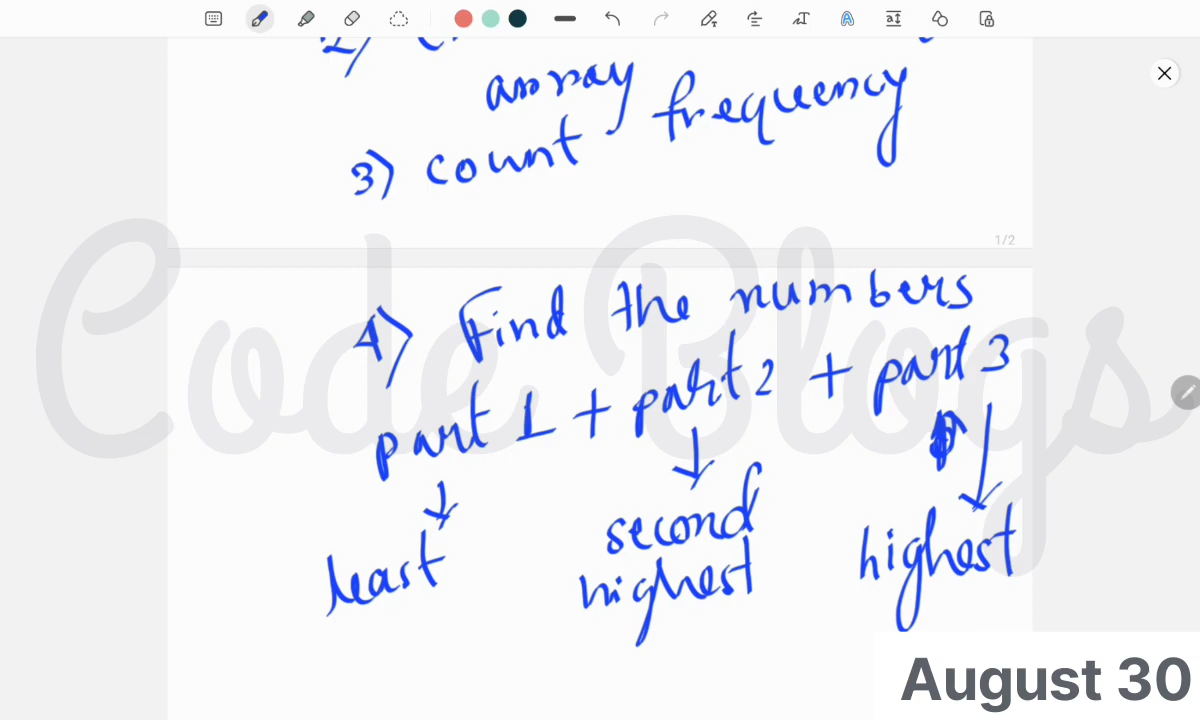 2)
array
3) count frequency
1/2
4) Find the numbers
part 1 + part 2 + part 3
least
second
highest
highest
Code Blogs
August 30